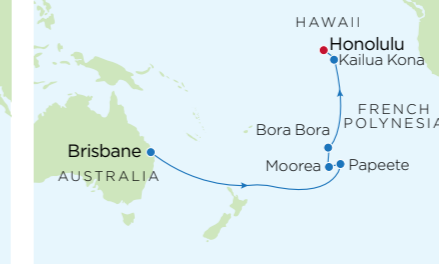 HAWAII
Honolulu
Kailua Kona
FRENCH
POLYNESIA
Bora Bora
Brisbane
Moorea
Papeete
AUSTRALIA